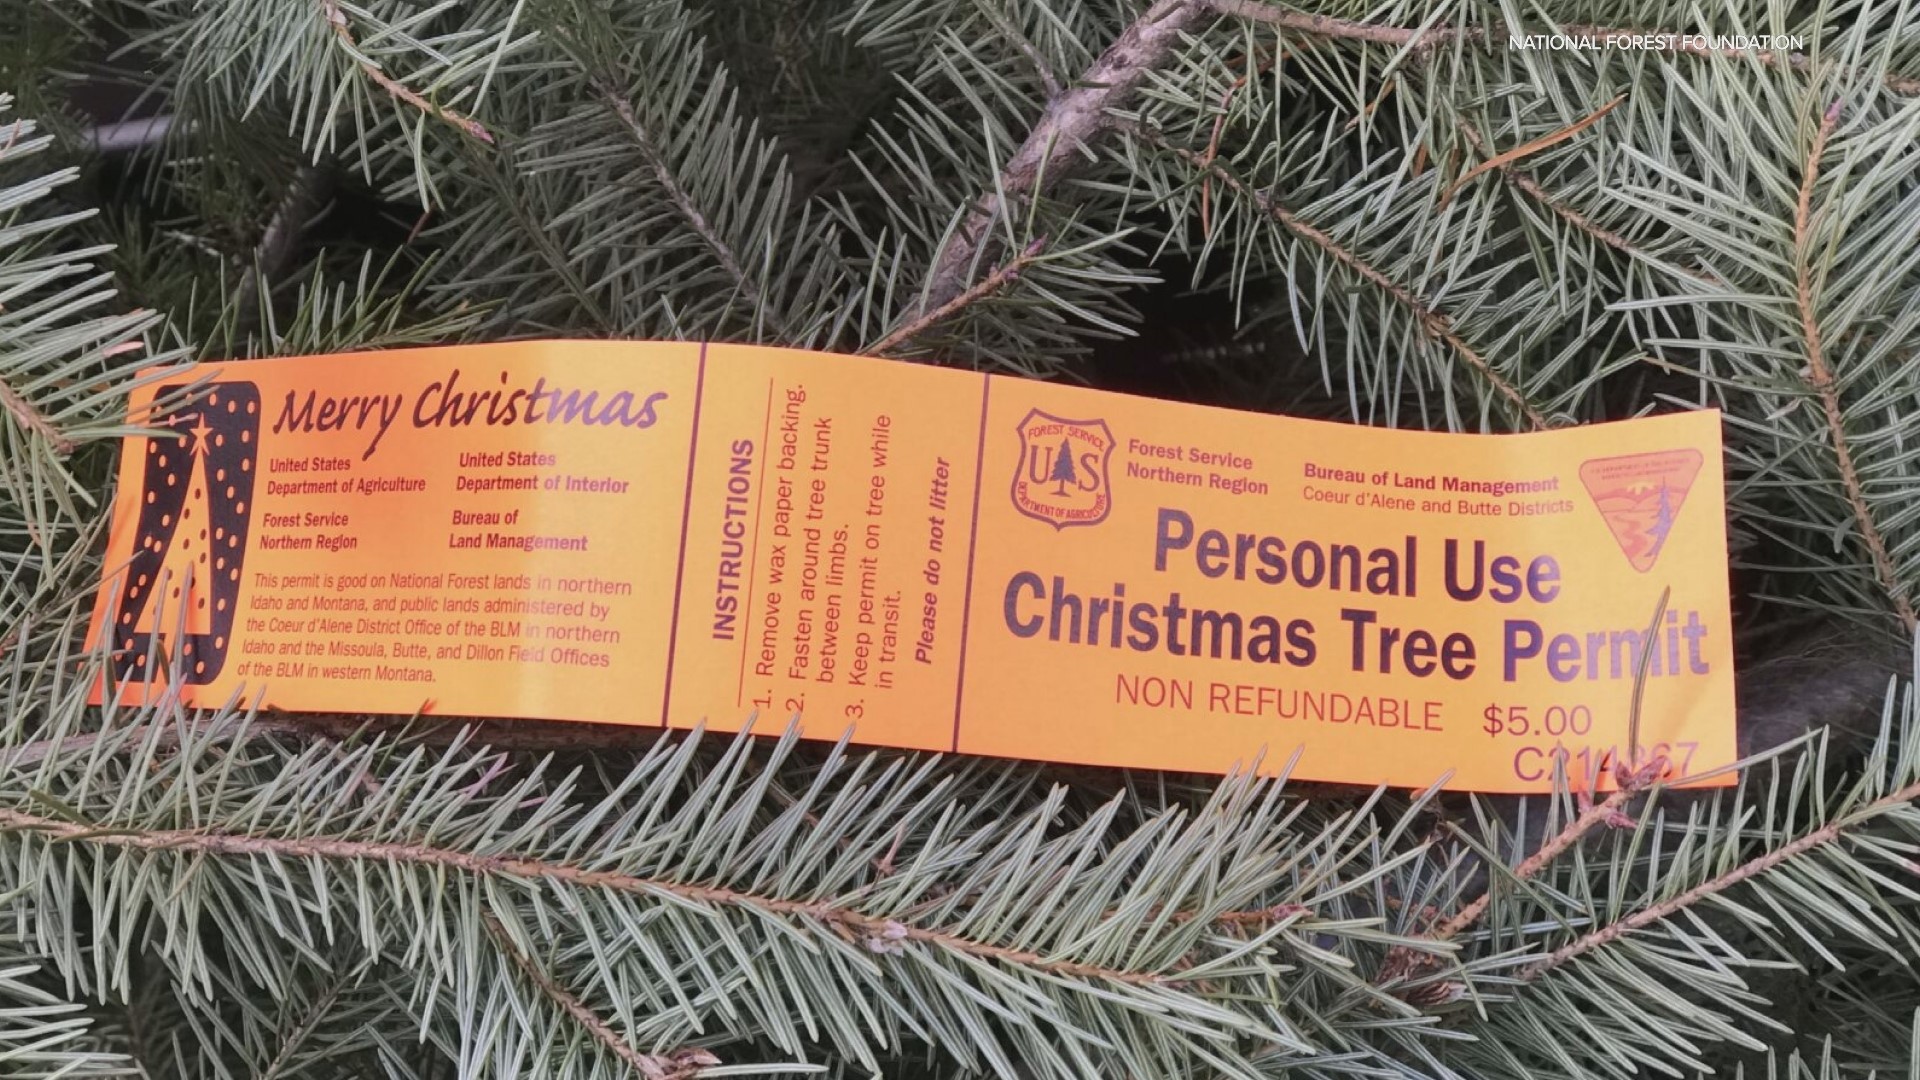 NATIONAL FOREST FOUNDATION
Merry Christmas
United States
Department of Agriculture
Forest Service
Northern Region
United States
Department of Interior
Bureau of
Land Management
This permit is good on National Forest lands in northern
Idaho and Montana, and public lands administered by
the Coeur d'Alene District Office of the BLM in northern
Idaho and the Missoula, Butte, and Dillon Field Offices
of the BLM in western Montana.
INSTRUCTIONS
1. Remove wax paper backing.
2. Fasten around tree trunk
between limbs.
3. Keep permit on tree while
in transit.
Please do not litter
FOREST SERVICE
U S
DEPARTMENT OF AGRICULTURE
Forest Service
Northern Region
Bureau of Land Management
Coeur d'Alene and Butte Districts
Personal Use
Christmas Tree Permit
NON REFUNDABLE $5.00